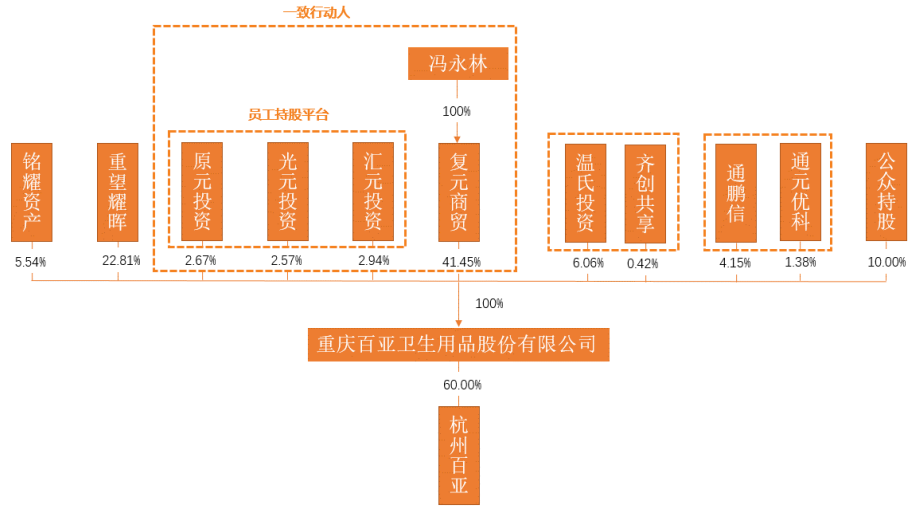 一致行动人
冯永林
100%
员工持股平台
铭耀资产
重望耀晖
原元投资
光元投资
汇元投资
复元商贸
温氏投资
齐创共享
通鹏信
通元优科
公众持股
5.54%
22.81%
2.67%
2.57%
2.94%
41.45%
6.06%
0.42%
4.15%
1.38%
10.00%
100%
重庆百亚卫生用品股份有限公司
60.00%
杭州百亚